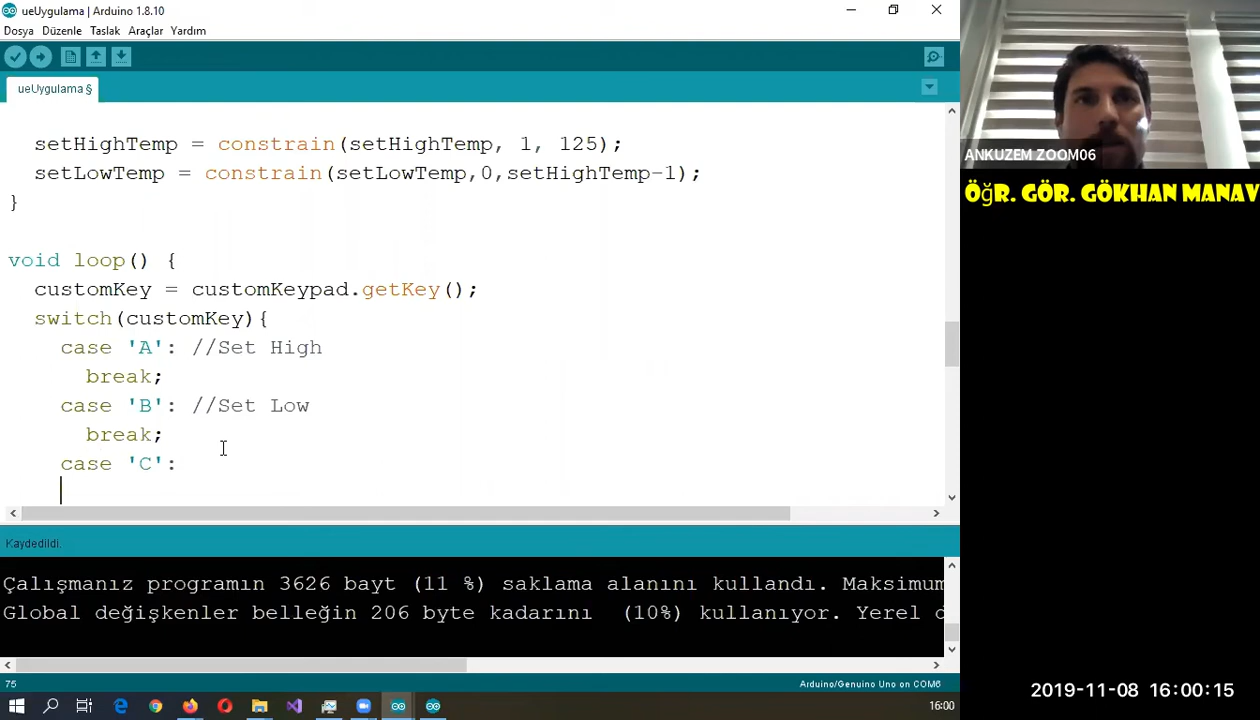 ueUygulama | Arduino 1.8.10
Dosya Düzenle Taslak Araçlar Yardım
ueUygulama §
setHighTemp = constrain(setHighTemp, 1, 125);
setLowTemp = constrain(setLowTemp,0,setHighTemp-1);
}
void loop() {
customKey = customKeypad.getKey();
switch(customKey){
case 'A': //Set High
break;
case 'B': //Set Low
break;
case 'C':
Kaydedildi.
Çalışmanız programın 3626 bayt (11 %) saklama alanını kullandı. Maksimum
Global değişkenler belleğin 206 byte kadarını (10%) kullanıyor. Yerel d
75
Arduino/Genuino Uno on COM6
16:00
ANKUZEM ZOOM06
ÖğR. GÖR. GÖKHAN MANAV
2019-11-08 16:00:15